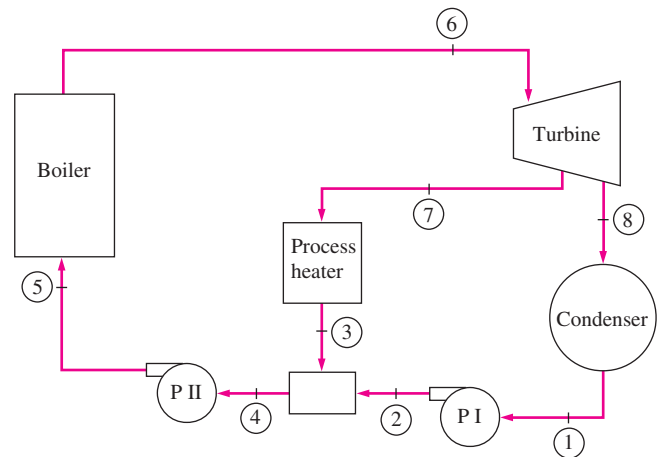 6
Turbine
Boiler
7
8
Process
heater
5
3
Condenser
P II
4
2
P I
1